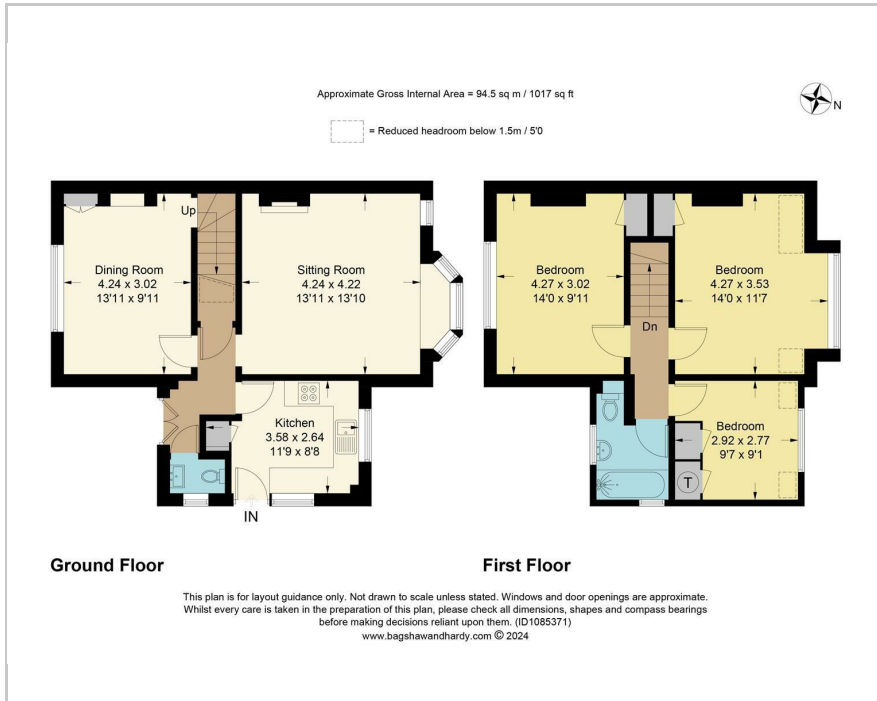 Approximate Gross Internal Area = 94.5 sq m / 1017 sq ft
N
= Reduced headroom below 1.5m / 5'0
Up
Dining Room
4.24 x 3.02
13'11 x 9'11
Sitting Room
4.24 x 4.22
13'11 x 13'10
Kitchen
3.58 x 2.64
11'9 x 8'8
IN
Bedroom
4.27 x 3.02
14'0 x 9'11
Bedroom
4.27 x 3.53
14'0 x 11'7
Dn
Bedroom
2.92 x 2.77
9'7 x 9'1
T
Ground Floor
First Floor
This plan is for layout guidance only. Not drawn to scale unless stated. Windows and door openings are approximate.
Whilst every care is taken in the preparation of this plan, please check all dimensions, shapes and compass bearings
before making decisions reliant upon them. (ID1085371)
www.bagshawandhardy.com © 2024